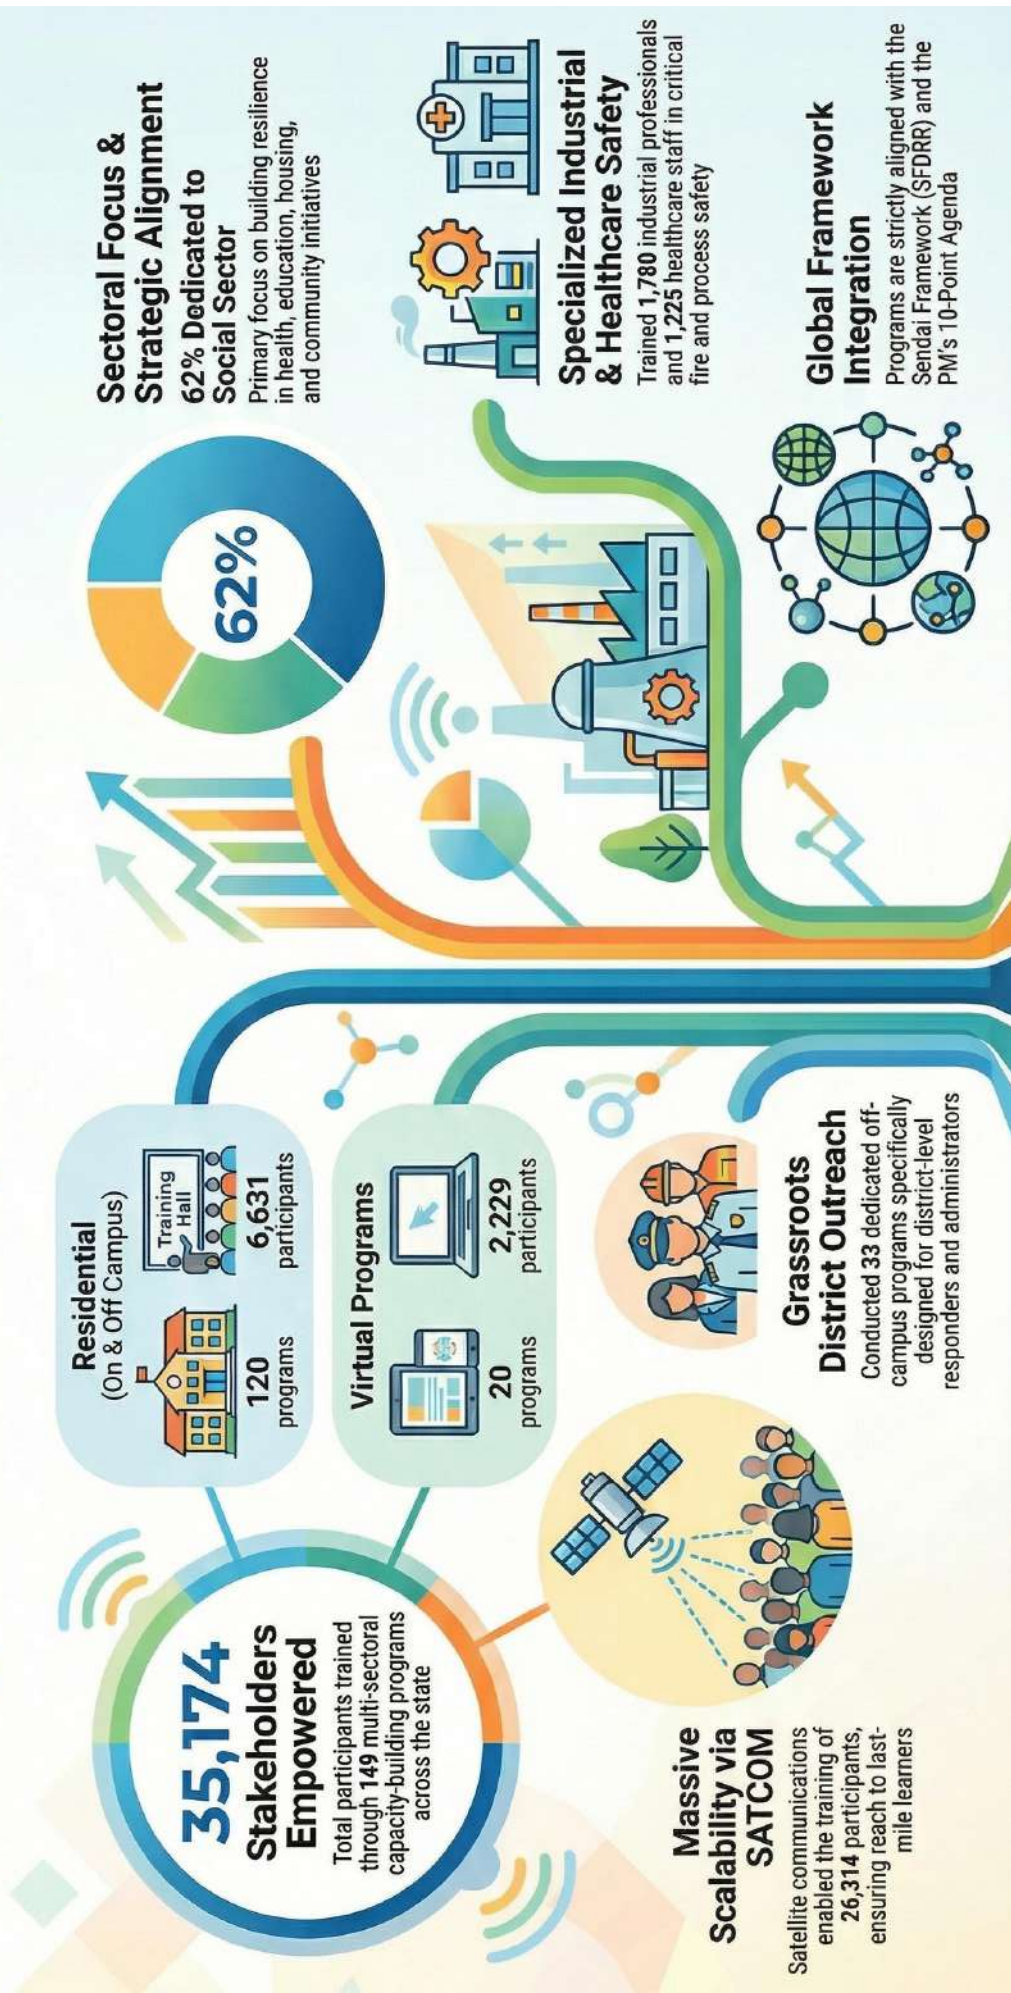 35,174
Stakeholders
Empowered
Total participants trained
through 149 multi-sectoral
capacity-building programs
across the state
Residential
(On & Off Campus)
Training
Hall
120
programs
6,631
participants
Virtual Programs
20
programs
2,229
participants
Massive
Scalability via
SATCOM
Satellite communications
enabled the training of
26,314 participants,
ensuring reach to last-
mile learners
Grassroots
District Outreach
Conducted 33 dedicated off-
campus programs specifically
designed for district-level
responders and administrators
62%
Sectoral Focus &
Strategic Alignment
62% Dedicated to
Social Sector
Primary focus on building resilience
in health, education, housing,
and community initiatives
Specialized Industrial
& Healthcare Safety
Trained 1,780 industrial professionals
and 1,225 healthcare staff in critical
fire and process safety
Global Framework
Integration
Programs are strictly aligned with the
Sendai Framework (SFDRR) and the
PM's 10-Point Agenda